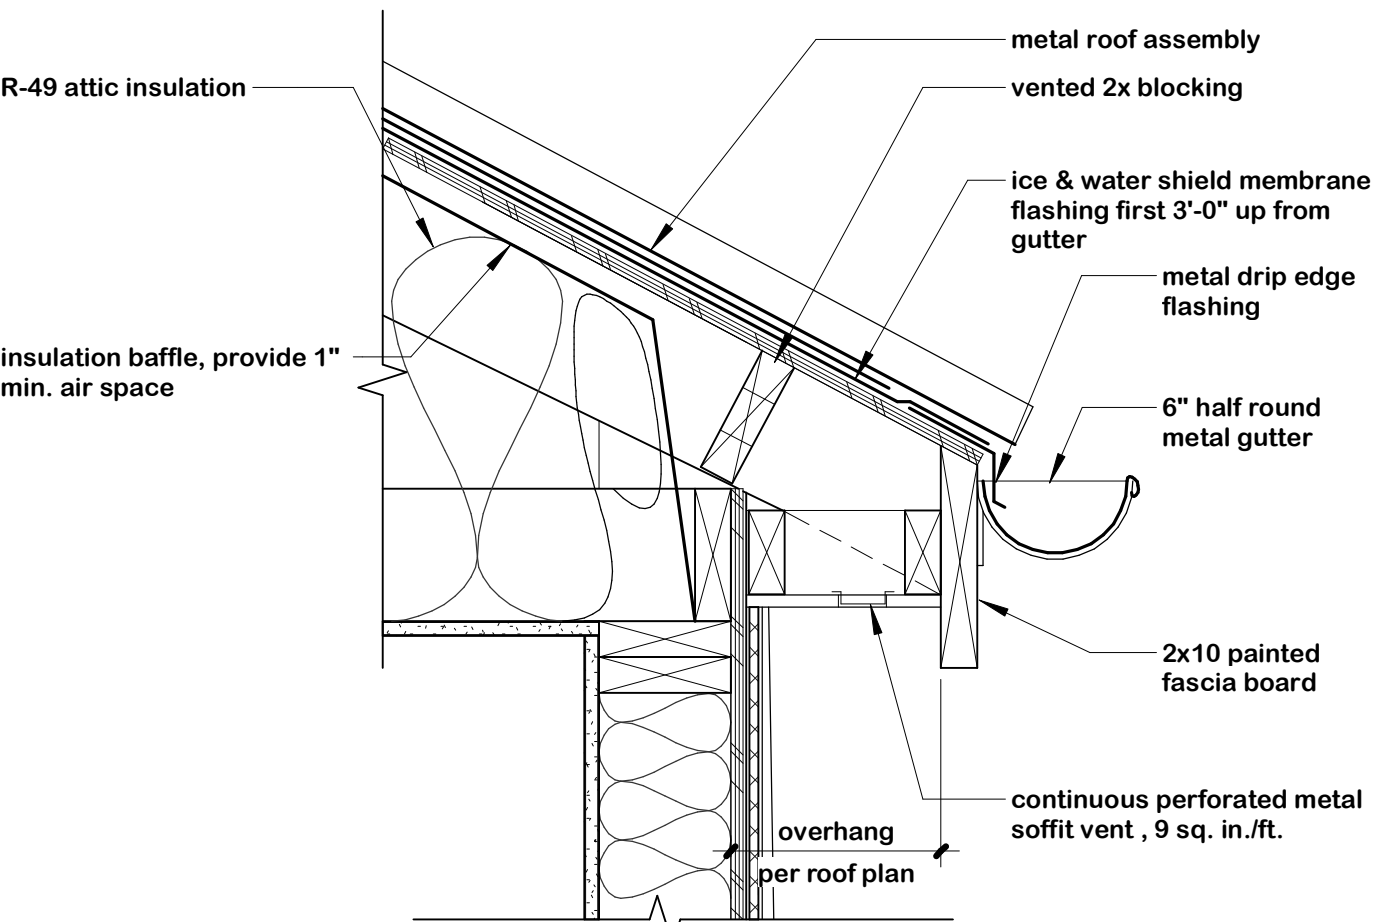 metal roof assembly
R-49 attic insulation
vented 2x blocking
ice & water shield membrane
flashing first 3'-0" up from
gutter
metal drip edge
flashing
insulation baffle, provide 1"
min. air space
6" half round
metal gutter
2x10 painted
fascia board
continuous perforated metal
soffit vent , 9 sq. in./ft.
overhang
per roof plan